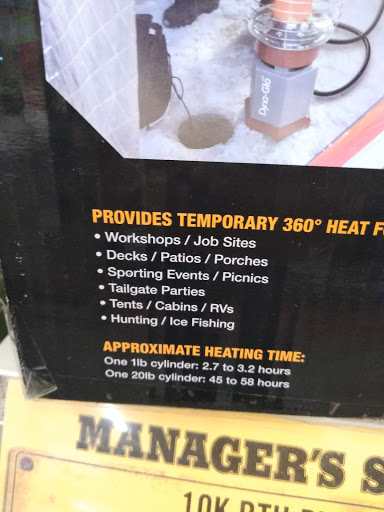 Dyna-Glo
PROVIDES TEMPORARY 360° HEAT
• Workshops / Job Sites
• Decks / Patios / Porches
• Sporting Events / Picnics
• Tailgate Parties
• Tents / Cabins / RVs
• Hunting / Ice Fishing
APPROXIMATE HEATING TIME:
One 1lb cylinder: 2.7 to 3.2 hours
One 20lb cylinder: 45 to 58 hours
MANAGER'S S
10K BTU